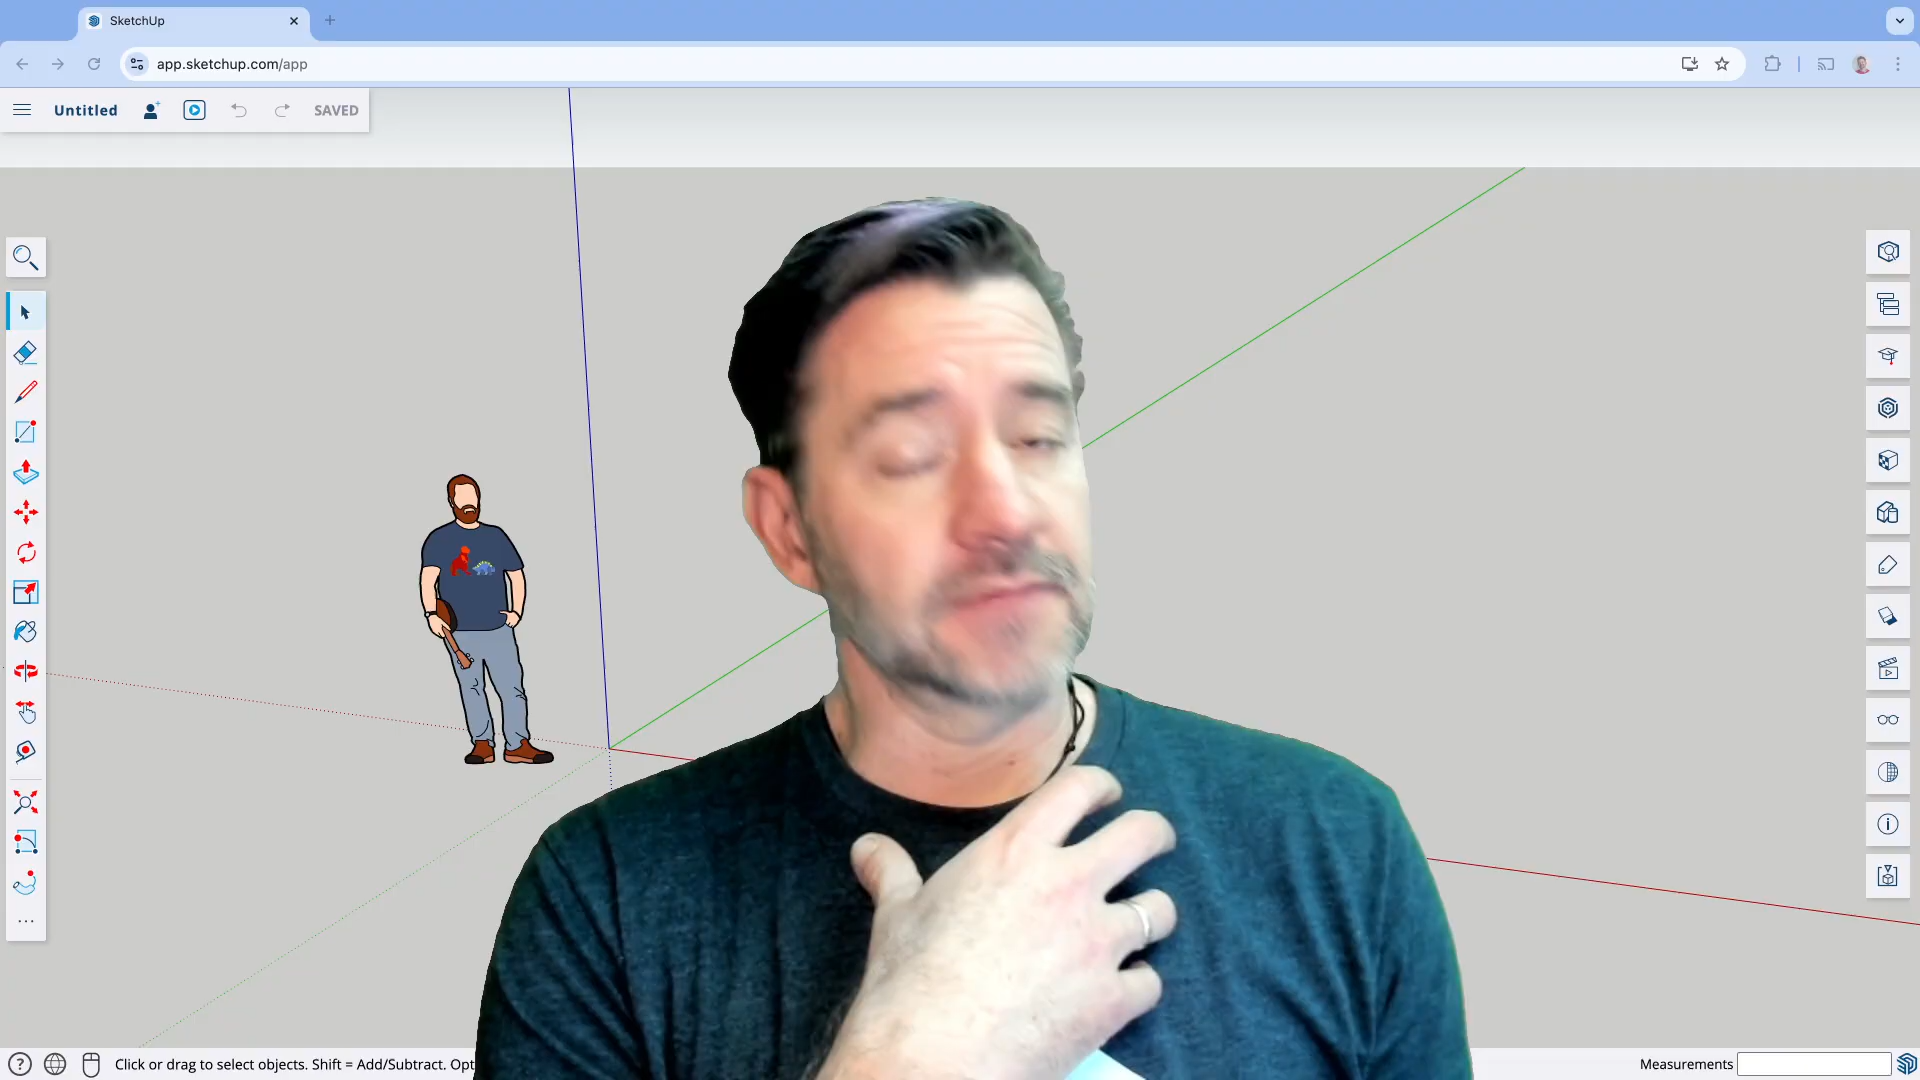 SketchUp
app.sketchup.com/app
Untitled
SAVED
Click or drag to select objects. Shift = Add/Subtract. Opt
Measurements